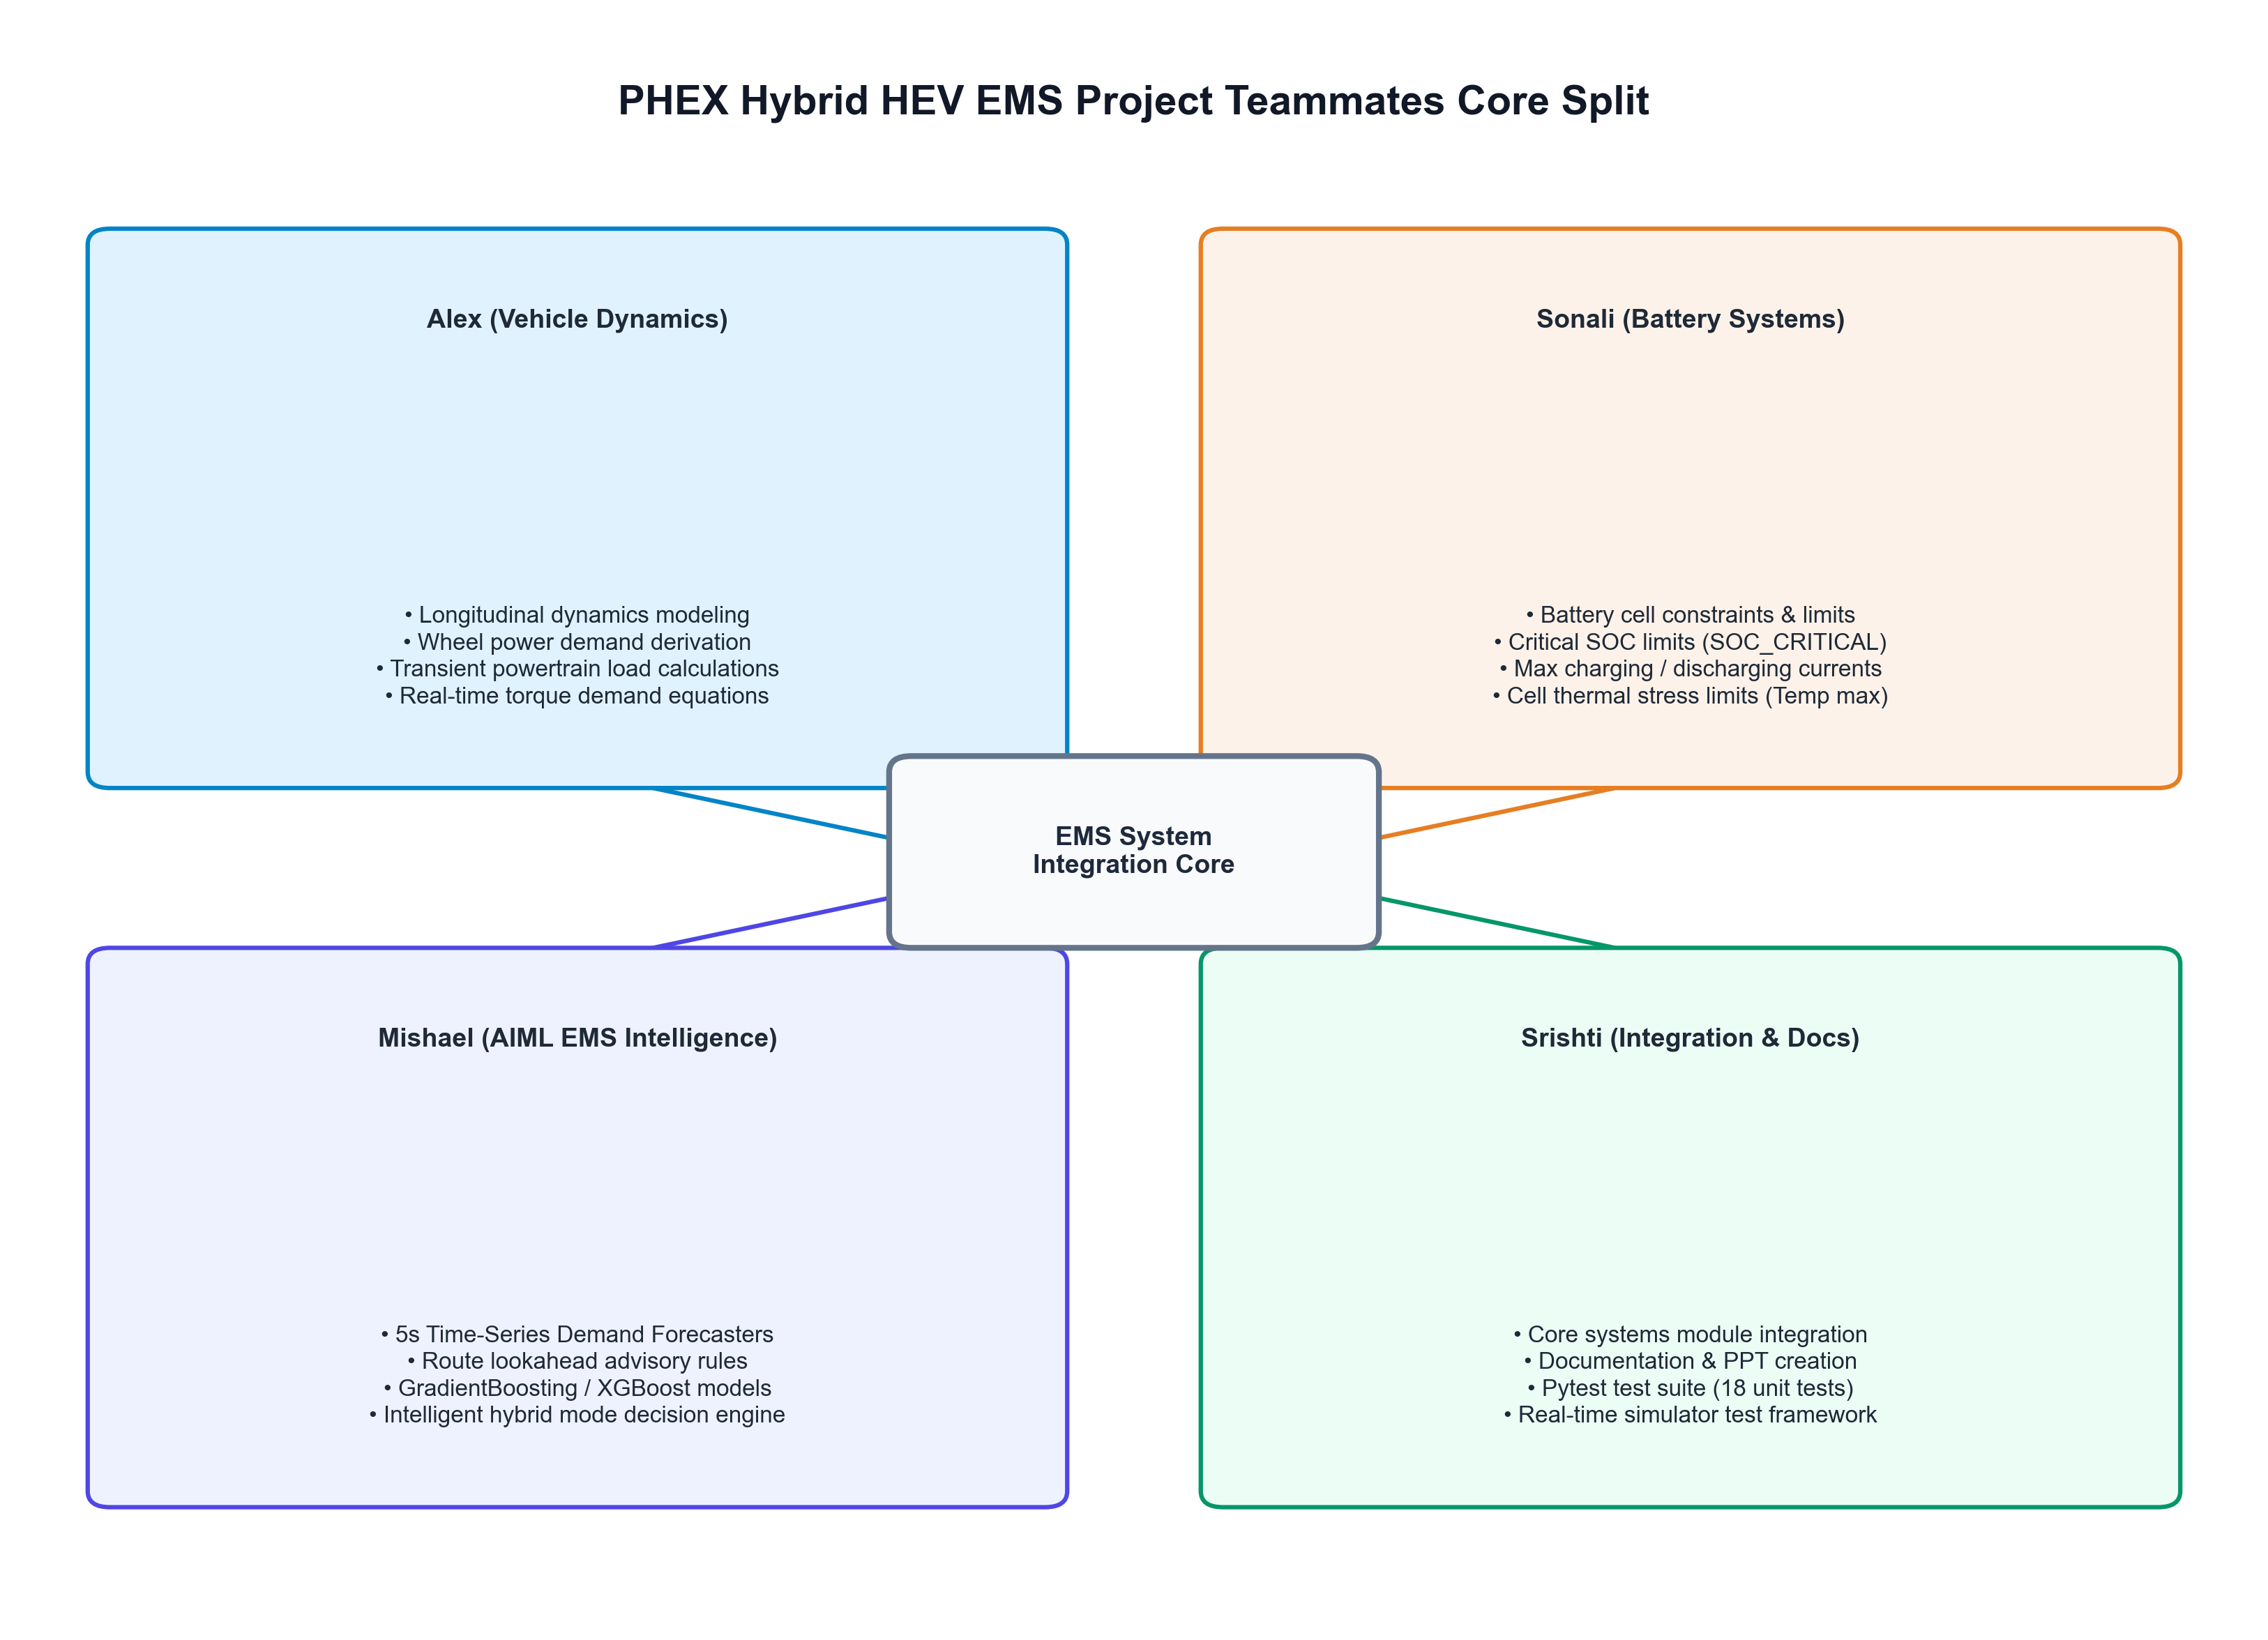 PHEX Hybrid HEV EMS Project Teammates Core Split
Alex (Vehicle Dynamics)
• Longitudinal dynamics modeling
• Wheel power demand derivation
• Transient powertrain load calculations
• Real-time torque demand equations
Sonali (Battery Systems)
• Battery cell constraints & limits
• Critical SOC limits (SOC_CRITICAL)
• Max charging / discharging currents
• Cell thermal stress limits (Temp max)
EMS System
Integration Core
Mishael (AIML EMS Intelligence)
• 5s Time-Series Demand Forecasters
• Route lookahead advisory rules
• GradientBoosting / XGBoost models
• Intelligent hybrid mode decision engine
Srishti (Integration & Docs)
• Core systems module integration
• Documentation & PPT creation
• Pytest test suite (18 unit tests)
• Real-time simulator test framework